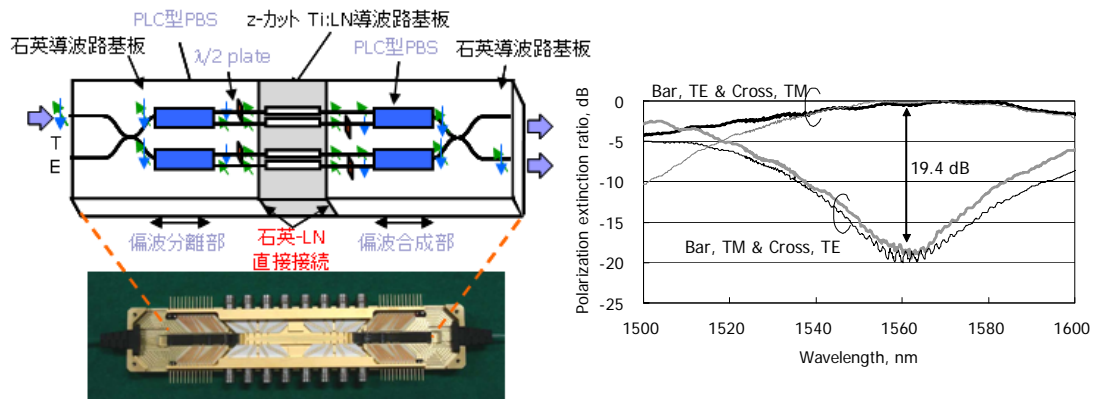 PLC型PBS
z-カット Ti:LN導波路基板
石英導波路基板
λ/2 plate
PLC型PBS
石英導波路基板
T
E
偏波分離部
石英-LN
直接接続
偏波合成部
Polarization extinction ratio, dB
0
-5
-10
-15
-20
-25
Bar, TE & Cross, TM
19.4 dB
Bar, TM & Cross, TE
1500
1520
1540
1560
1580
1600
Wavelength, nm